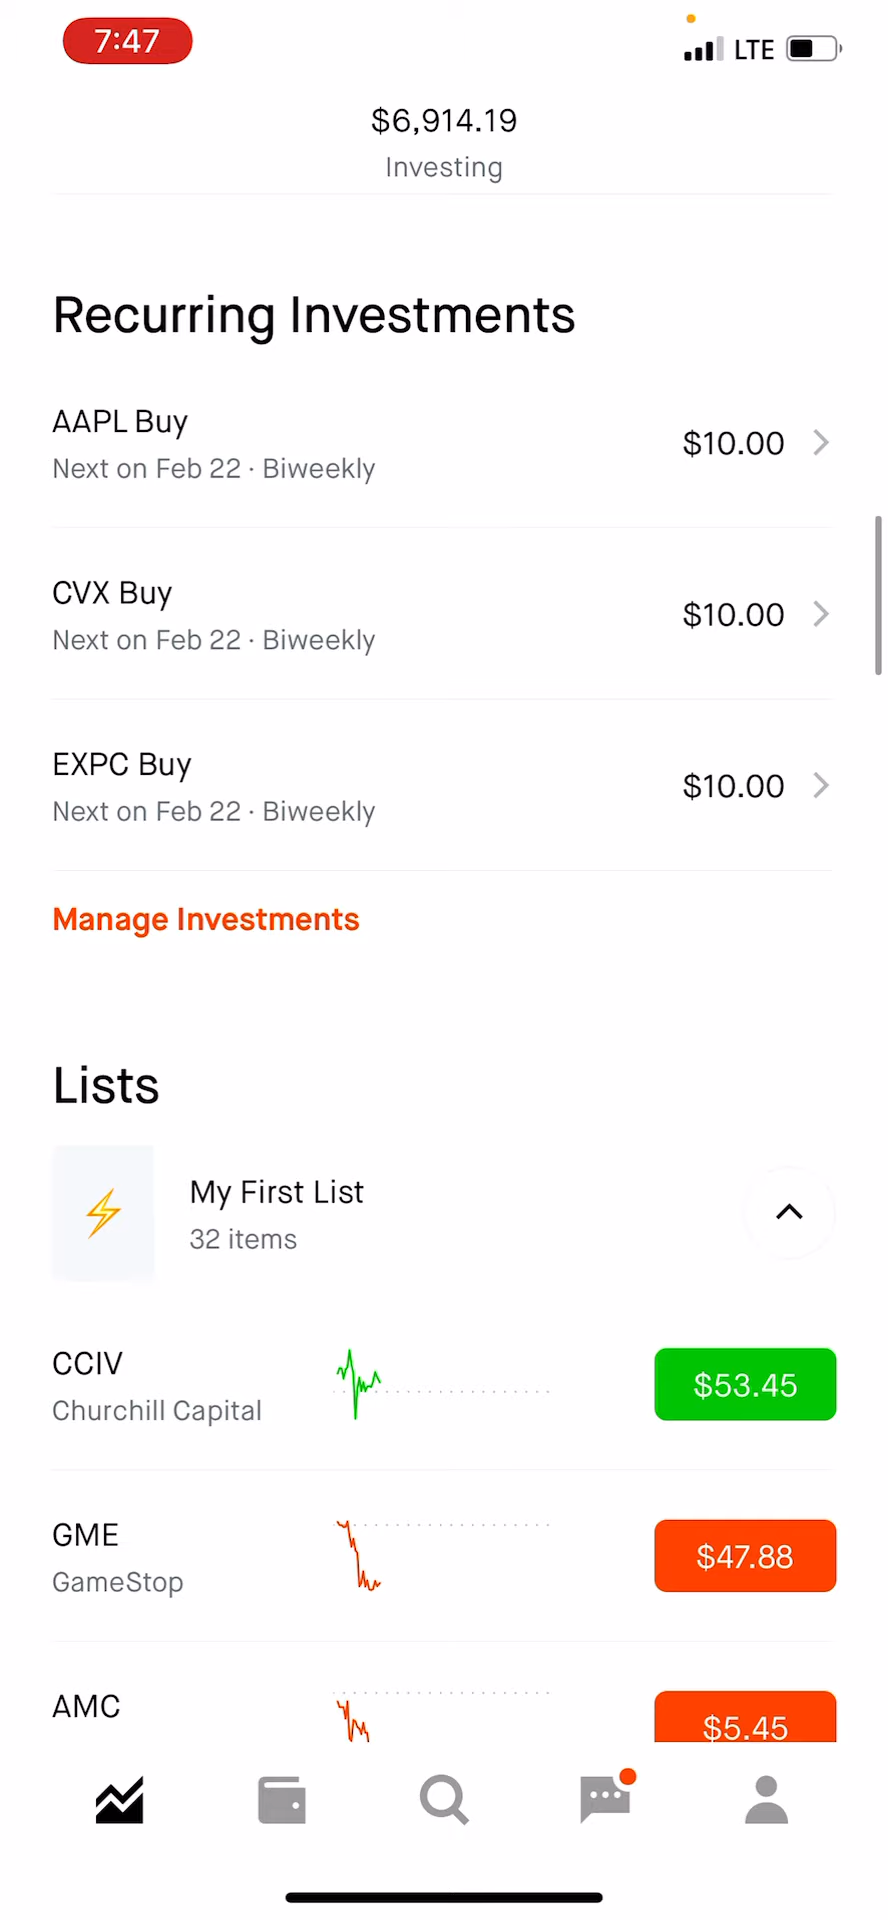 7:47
LTE
$6,914.19
Investing
Recurring Investments
AAPL Buy
$10.00
Next on Feb 22 · Biweekly
CVX Buy
$10.00
Next on Feb 22 · Biweekly
EXPC Buy
$10.00
Next on Feb 22 · Biweekly
Manage Investments
Lists
My First List
32 items
CCIV
$53.45
Churchill Capital
GME
$47.88
GameStop
AMC
$5.45